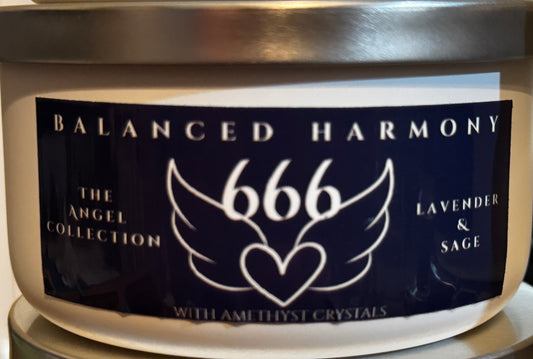 BALANCED HARMONY
THE
ANGEL
COLLECTION
666
LAVENDER
&
SAGE
WITH AMETHYST CRYSTALS